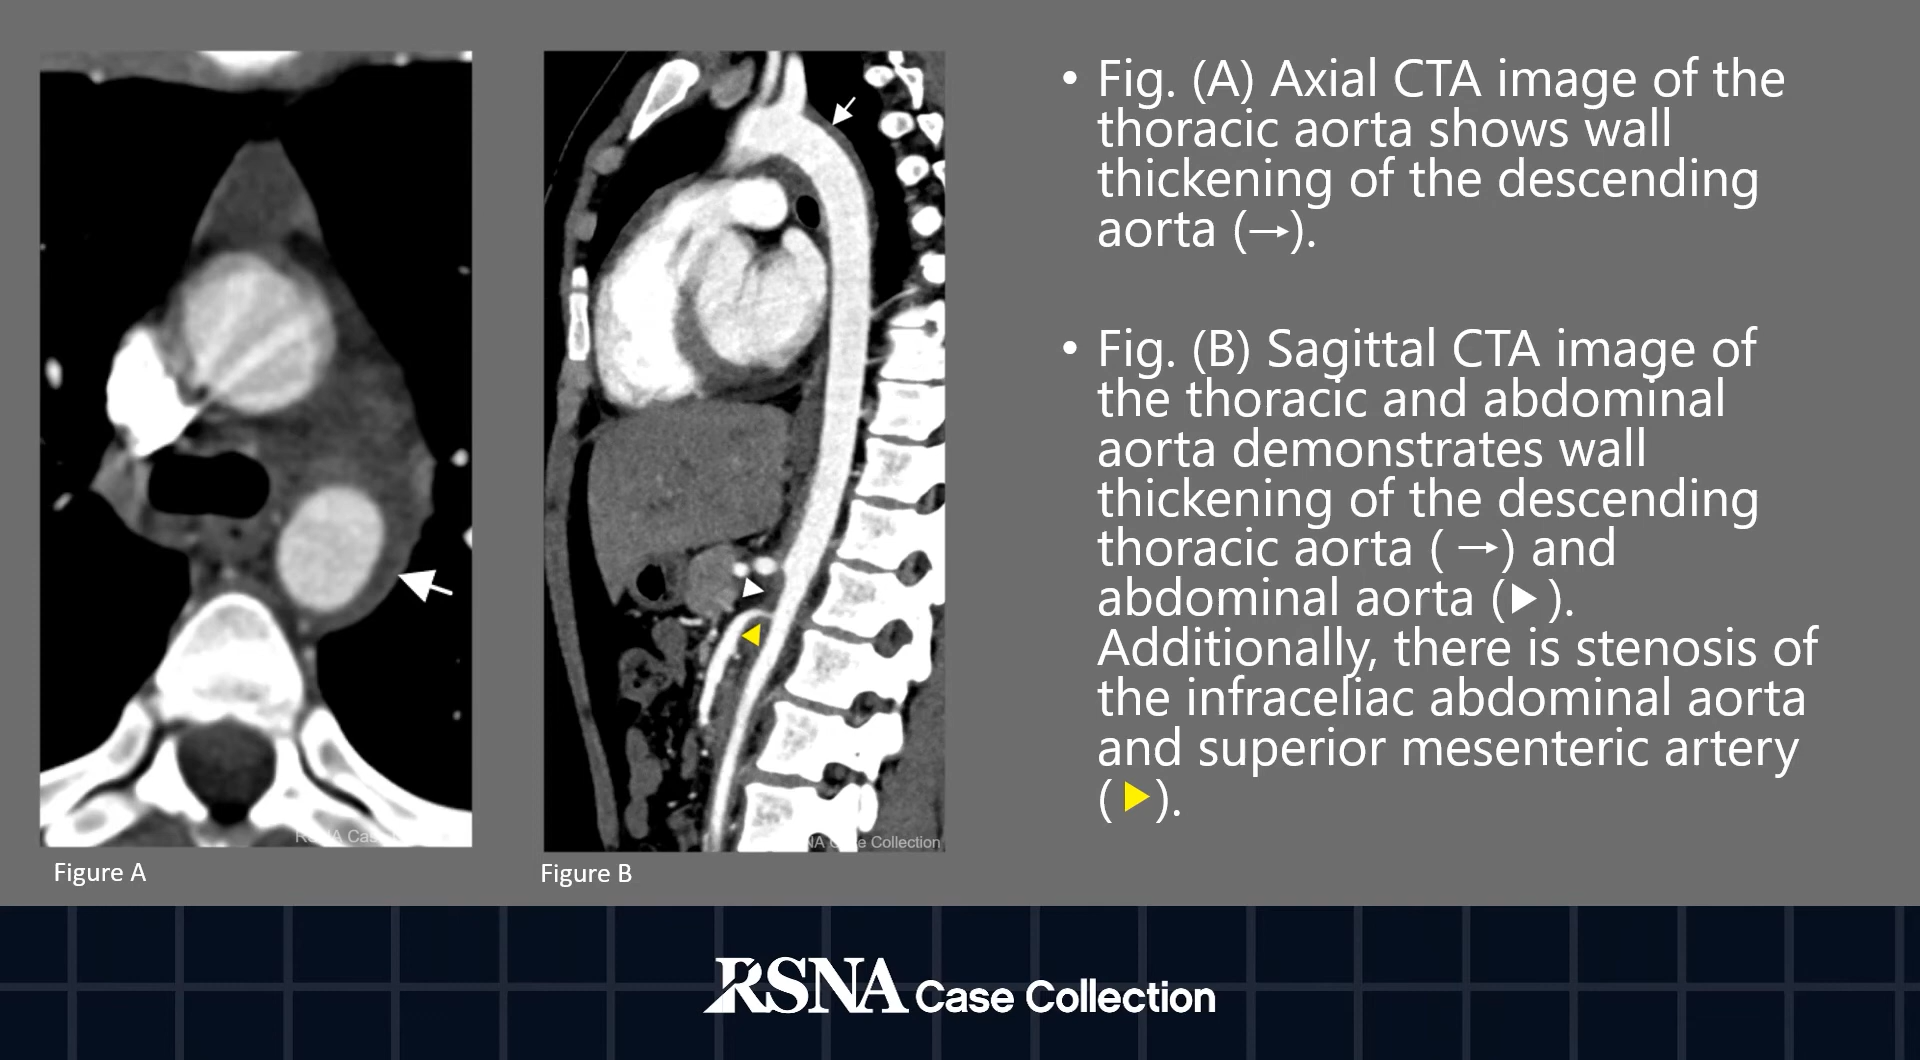 • Fig. (A) Axial CTA image of the
thoracic aorta shows wall
thickening of the descending
aorta (→).
• Fig. (B) Sagittal CTA image of
the thoracic and abdominal
aorta demonstrates wall
thickening of the descending
thoracic aorta ( →) and
abdominal aorta (▶ ).
Additionally, there is stenosis of
the infraceliac abdominal aorta
and superior mesenteric artery
( ▶).
Case Collection
Figure A
Figure B
RSNA Case Collection